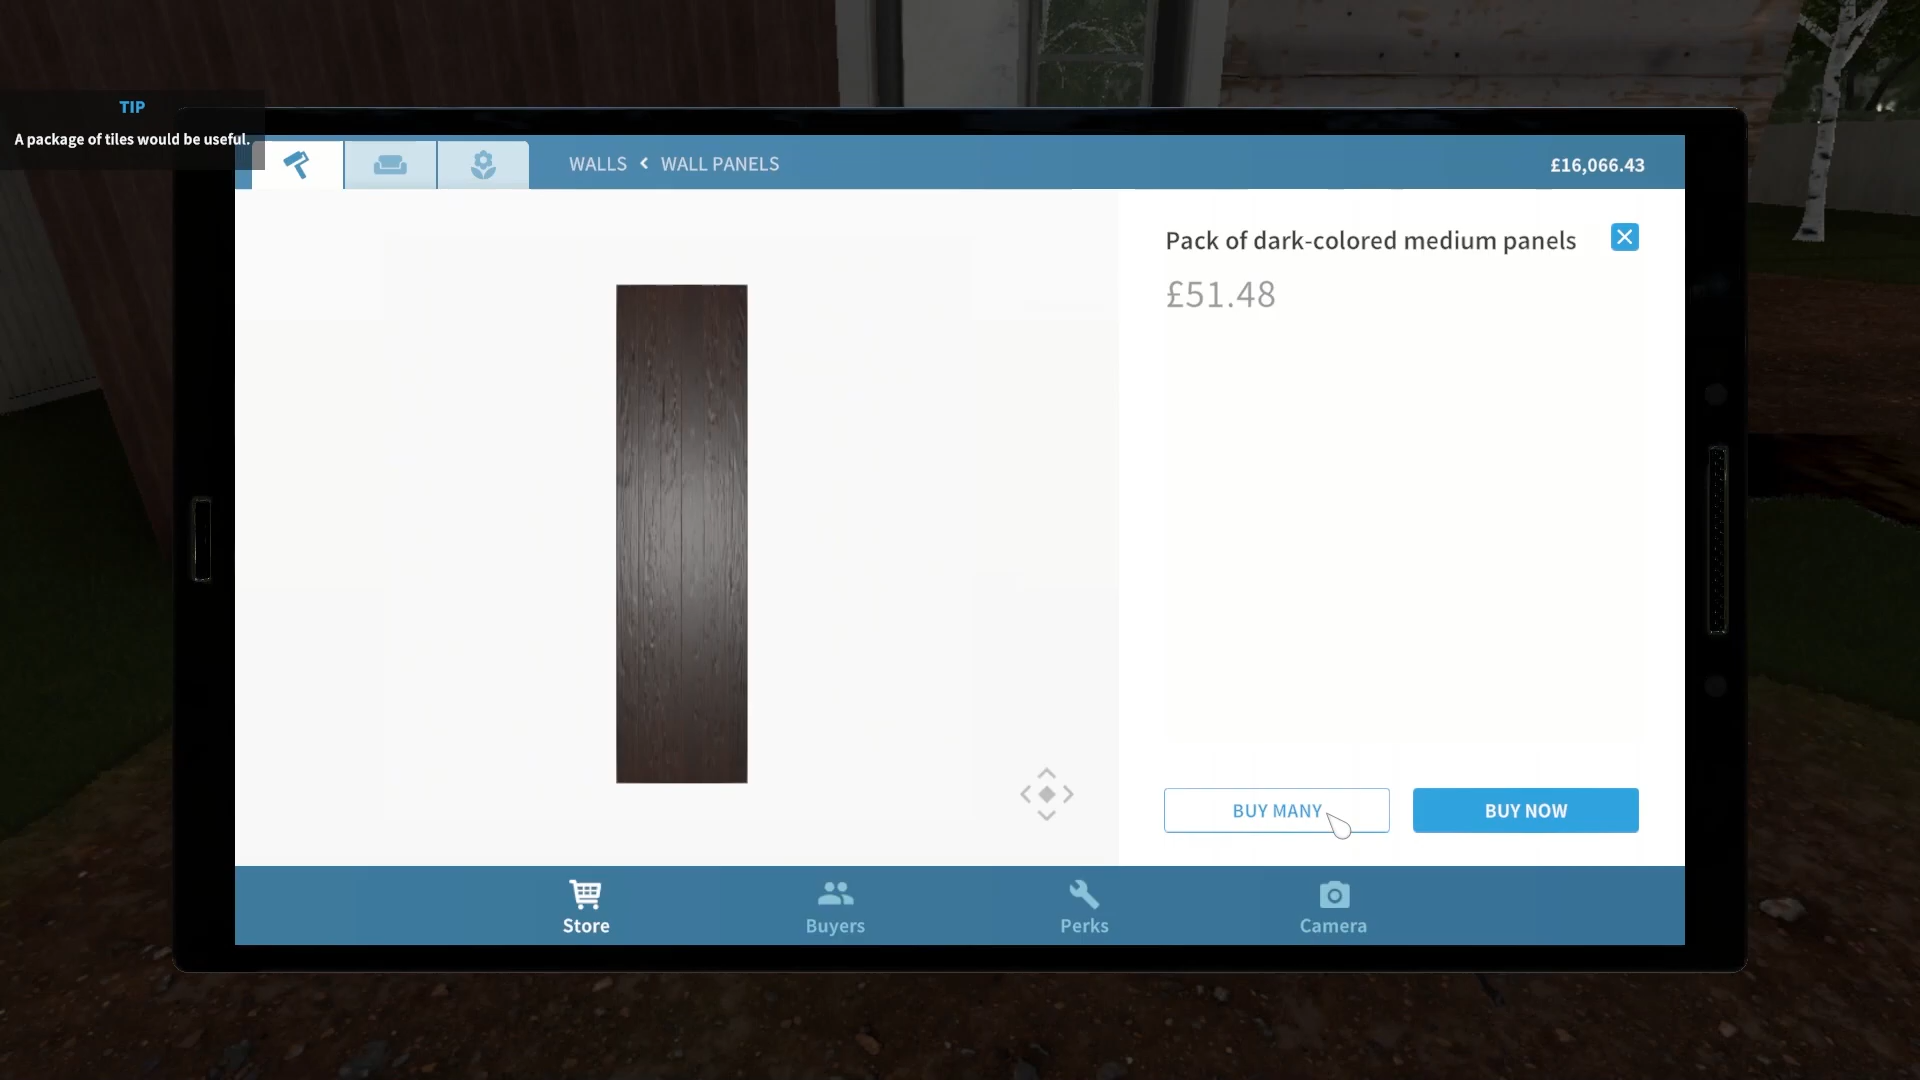 TIP
A package of tiles would be useful.
WALLS < WALL PANELS
£16,066.43
Pack of dark-colored medium panels
£51.48
BUY MANY
BUY NOW
Store
Buyers
Perks
Camera